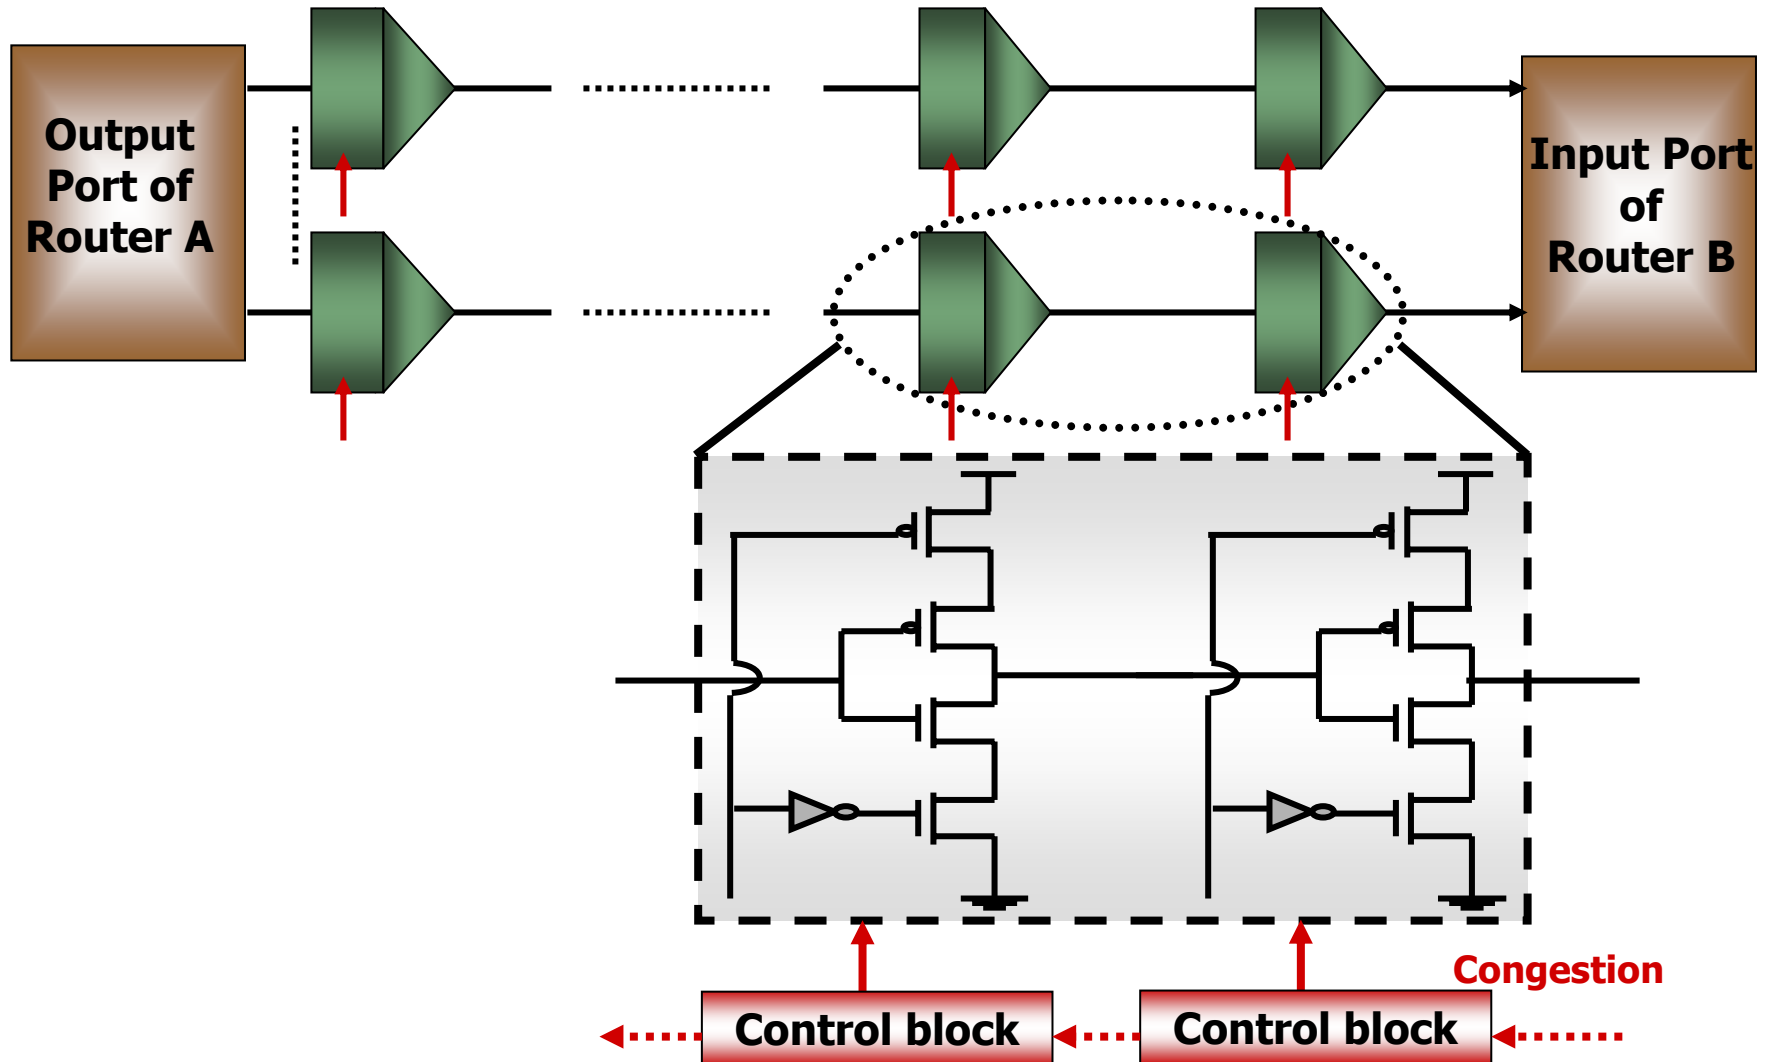 Output
Port of
Router A
Input Port
of
Router B
Congestion
Control block
Control block